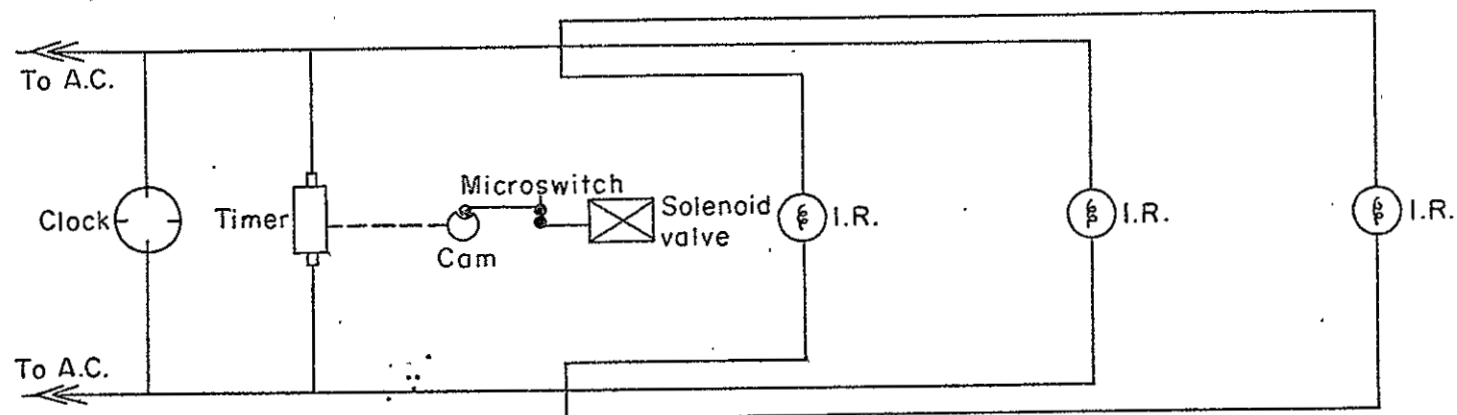 To A.C.
Microswitch
Clock
Timer
Solenoid
valve
I.R.
I.R.
I.R.
Cam
To A.C.